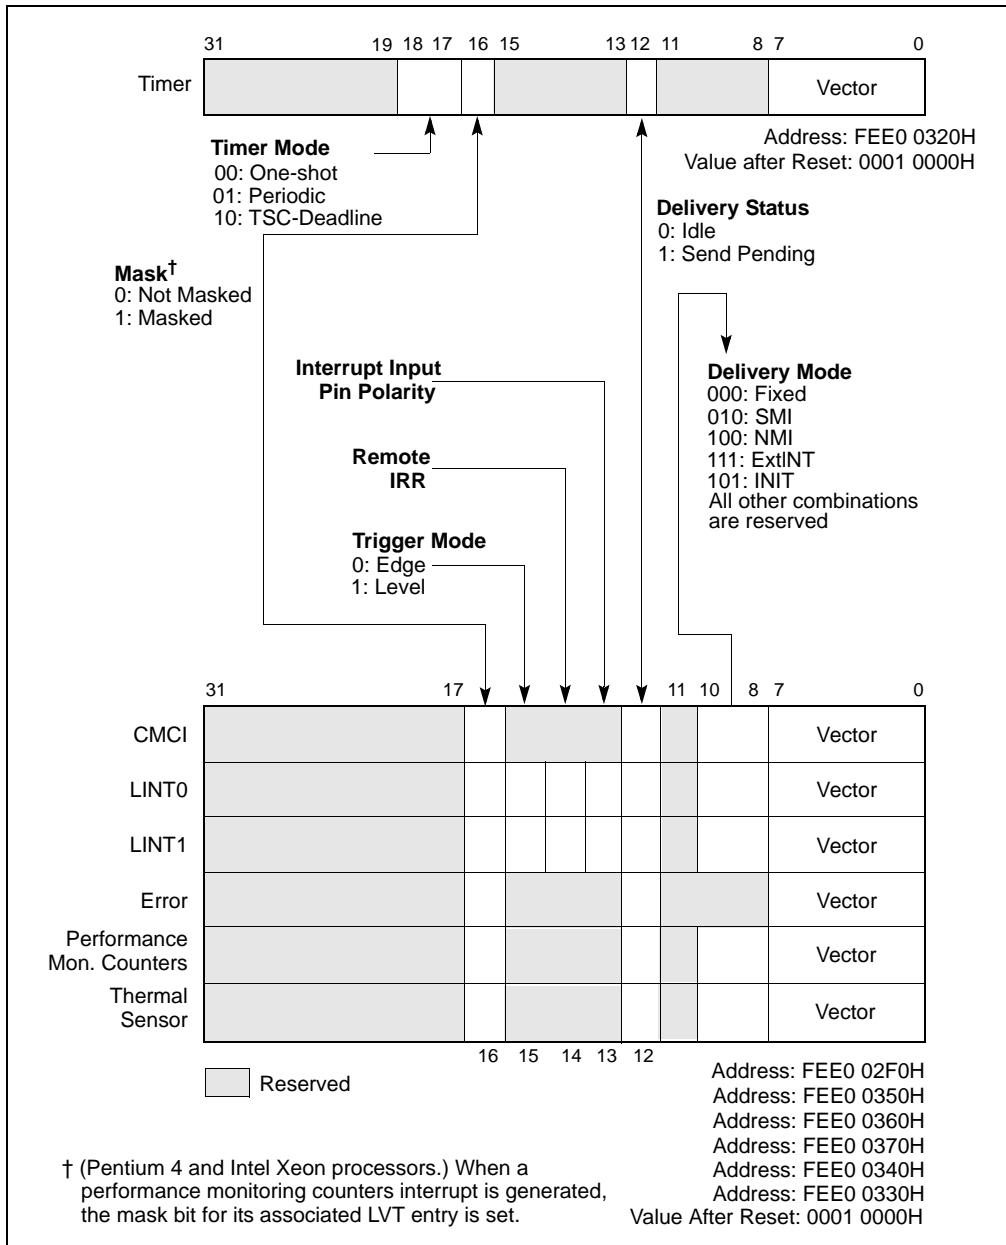 31 19 18 17 16 15 13 12 11 8 7 0
Timer Vector
Address: FEE0 0320H
Value after Reset: 0001 0000H
Timer Mode
00: One-shot
01: Periodic
10: TSC-Deadline
Delivery Status
0: Idle
1: Send Pending
Mask†
0: Not Masked
1: Masked
Interrupt Input
Pin Polarity
Delivery Mode
000: Fixed
010: SMI
100: NMI
111: ExtINT
101: INIT
All other combinations
are reserved
Remote
IRR
Trigger Mode
0: Edge
1: Level
31 17 11 10 8 7 0
CMCI Vector
LINT0 Vector
LINT1 Vector
Error Vector
Performance
Mon. Counters Vector
Thermal
Sensor Vector
16 15 14 13 12
Reserved
Address: FEE0 02F0H
Address: FEE0 0350H
Address: FEE0 0360H
Address: FEE0 0370H
Address: FEE0 0340H
Address: FEE0 0330H
Value After Reset: 0001 0000H
† (Pentium 4 and Intel Xeon processors.) When a
performance monitoring counters interrupt is generated,
the mask bit for its associated LVT entry is set.